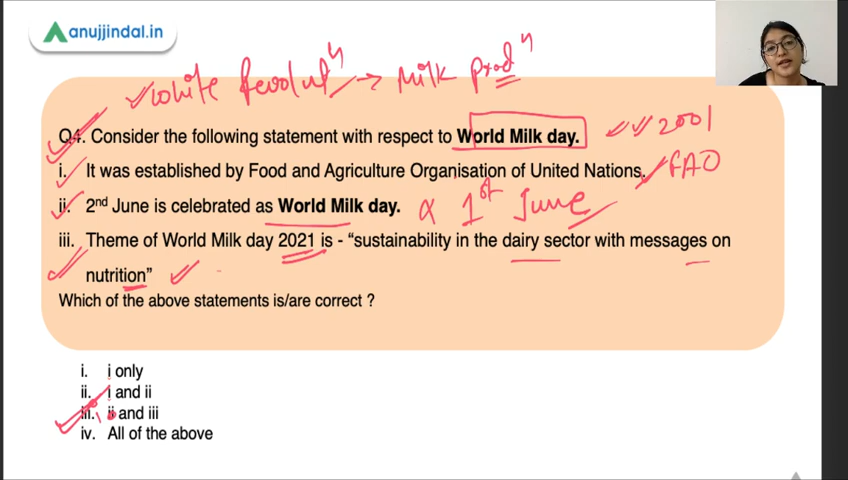 anujjindal.in
White Revolutn → Milk Prodn
Q4. Consider the following statement with respect to World Milk day. 2001
i. It was established by Food and Agriculture Organisation of United Nations. FAO
ii. 2nd June is celebrated as World Milk day. 1st June
iii. Theme of World Milk day 2021 is - “sustainability in the dairy sector with messages on
nutrition”
Which of the above statements is/are correct ?
i. i only
ii. i and ii
iii. ii and iii
iv. All of the above